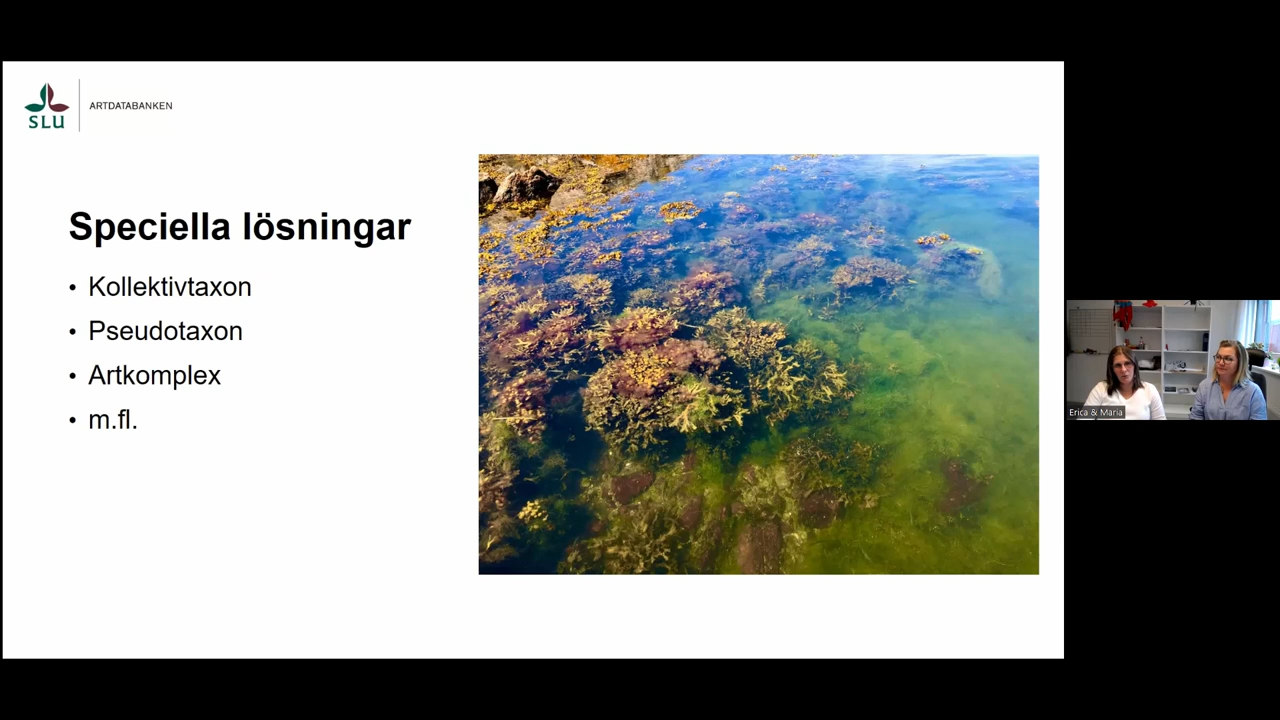 SLU
ARTDATABANKEN
Speciella lösningar
• Kollektivtaxon
• Pseudotaxon
• Artkomplex
• m.fl.
Erica & Maria